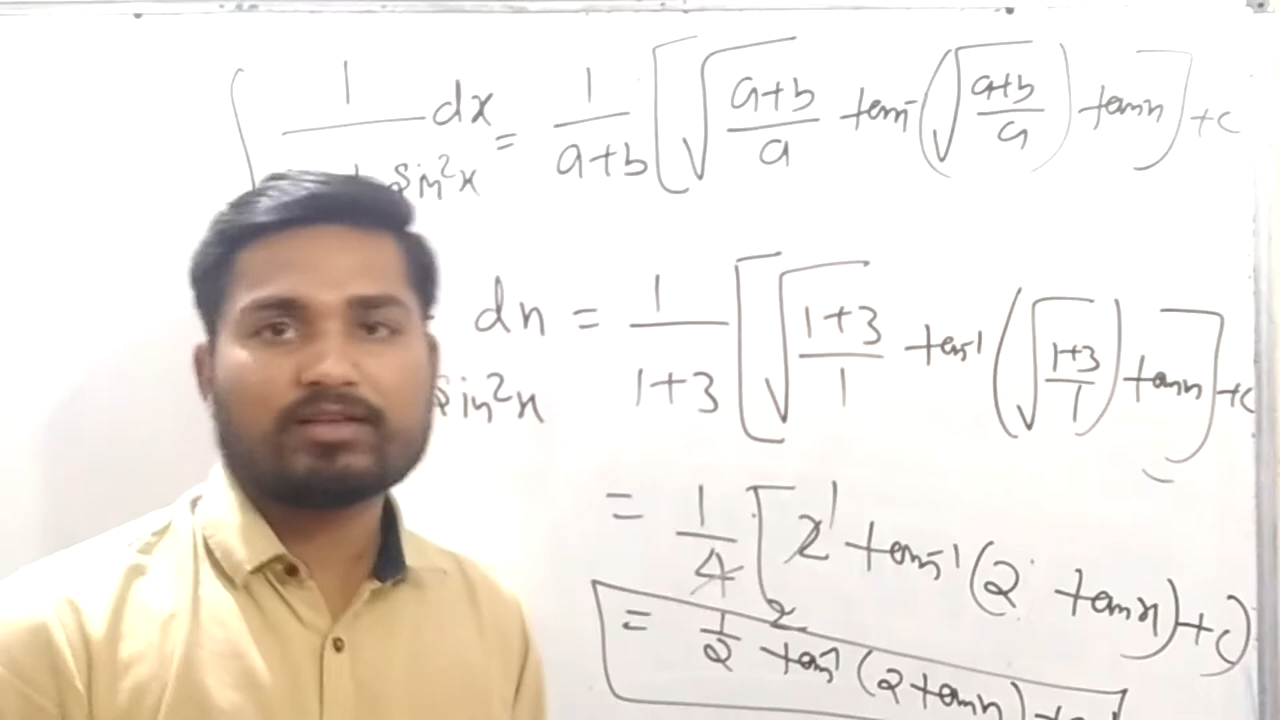 ∫ 1/ sin²x dx = 1/(a+b) [√((a+b)/a) tan⁻(√((a+b)/a)) tanx] + c
sin²x dx = 1/(1+3) [√((1+3)/1) tan⁻¹(√((1+3)/1)) tanx] + c
= 1/4 [2 tan⁻¹(2 tanx) + c]
= 1/2 tan⁻¹(2 tanx) + c